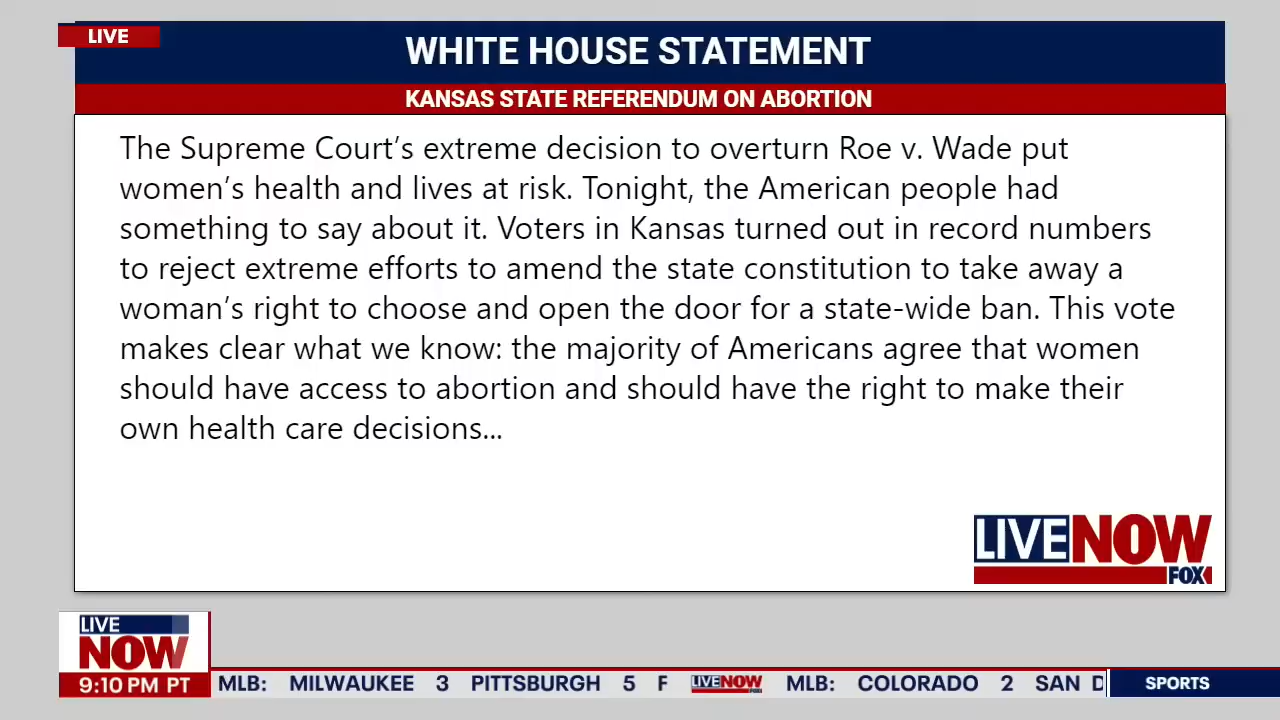 LIVE
WHITE HOUSE STATEMENT
KANSAS STATE REFERENDUM ON ABORTION
The Supreme Court’s extreme decision to overturn Roe v. Wade put
women’s health and lives at risk. Tonight, the American people had
something to say about it. Voters in Kansas turned out in record numbers
to reject extreme efforts to amend the state constitution to take away a
woman’s right to choose and open the door for a state-wide ban. This vote
makes clear what we know: the majority of Americans agree that women
should have access to abortion and should have the right to make their
own health care decisions...
LIVENOW
FOX
LIVE
NOW
9:10 PM PT
MLB: MILWAUKEE 3 PITTSBURGH 5 F LIVENOW FOX MLB: COLORADO 2 SAN SPORTS